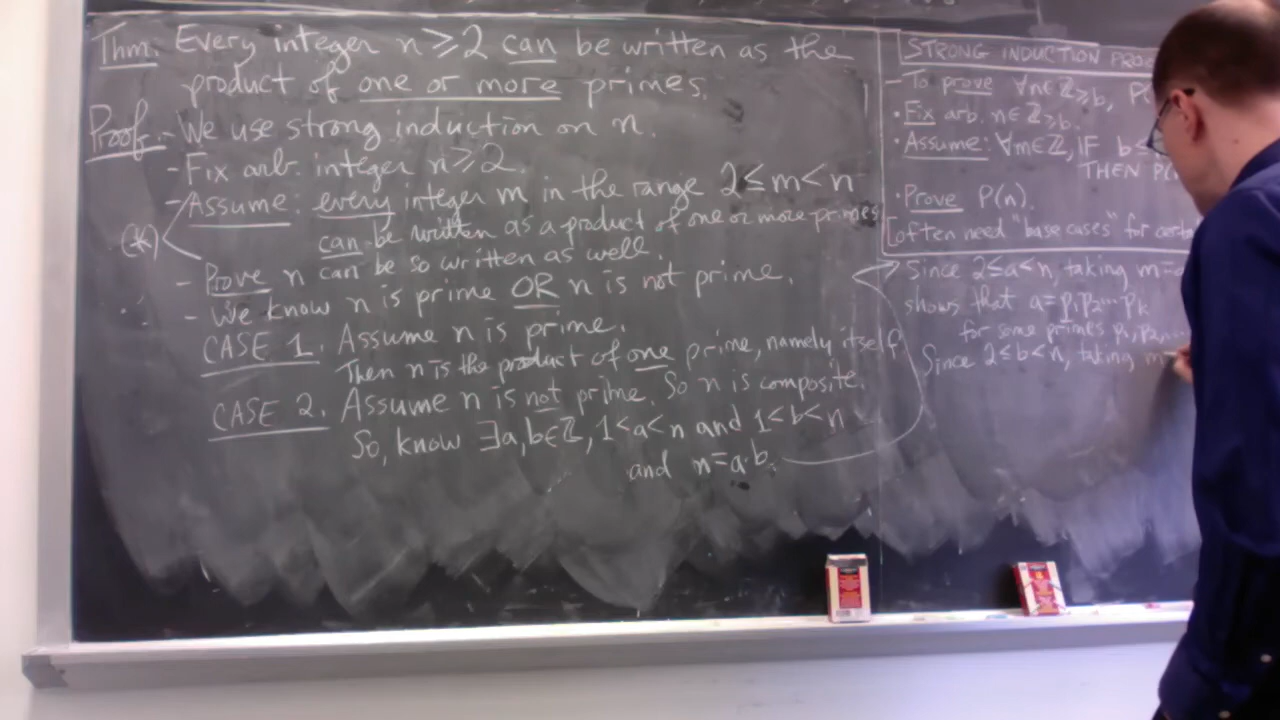 Thm. Every integer n≥2 can be written as the
product of one or more primes.
Proof. - We use strong induction on n.
- Fix arb. integer n≥2.
- Assume: every integer m in the range 2≤m<n
can be written as a product of one or more primes
(*)
- Prove n can be so written as well.
∴ - We know n is prime OR n is not prime.
CASE 1. Assume n is prime.
Then n is the product of one prime, namely itself.
CASE 2. Assume n is not prime. So n is composite.
So, know ∃a,b∈ℤ, 1<a<n and 1<b<n
and n=a·b.
STRONG INDUCTION
- To prove ∀n∈ℤ≥b,
· Fix arb. n∈ℤ≥b.
· Assume: ∀m∈ℤ, IF b
THEN
· Prove P(n).
[often need "base cases" for
Since 2≤a<n, taking
shows that a=p₁p₂…pₖ
for some primes p₁,p₂,…
Since 2≤b<n, taking m